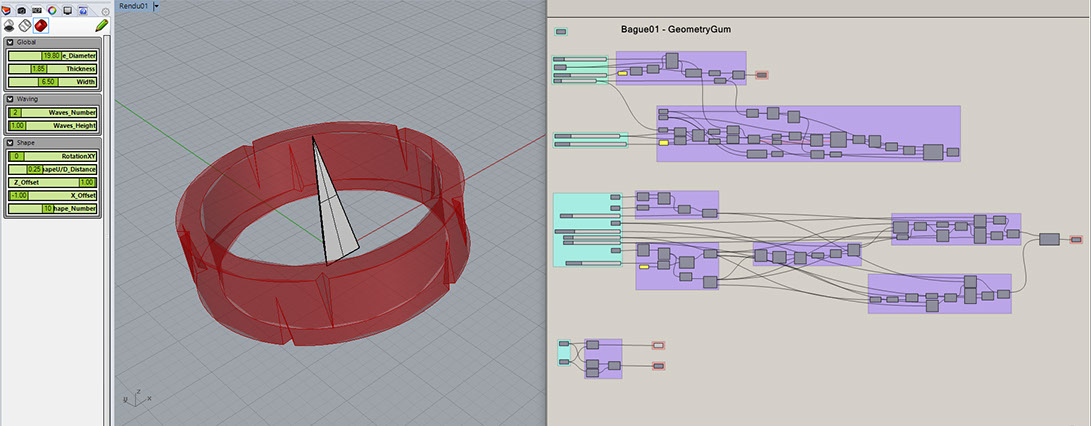 Rendu01
Bague01 - GeometryGum
Global
19.80 e_Diameter
1.85 Thickness
6.50 Width
Waving
2 Waves_Number
1.00 Waves_Height
Shape
0 RotationXY
0.25 hapeU/D_Distance
Z_Offset 1.00
-1.00 X_Offset
10 hape_Number
z
y x